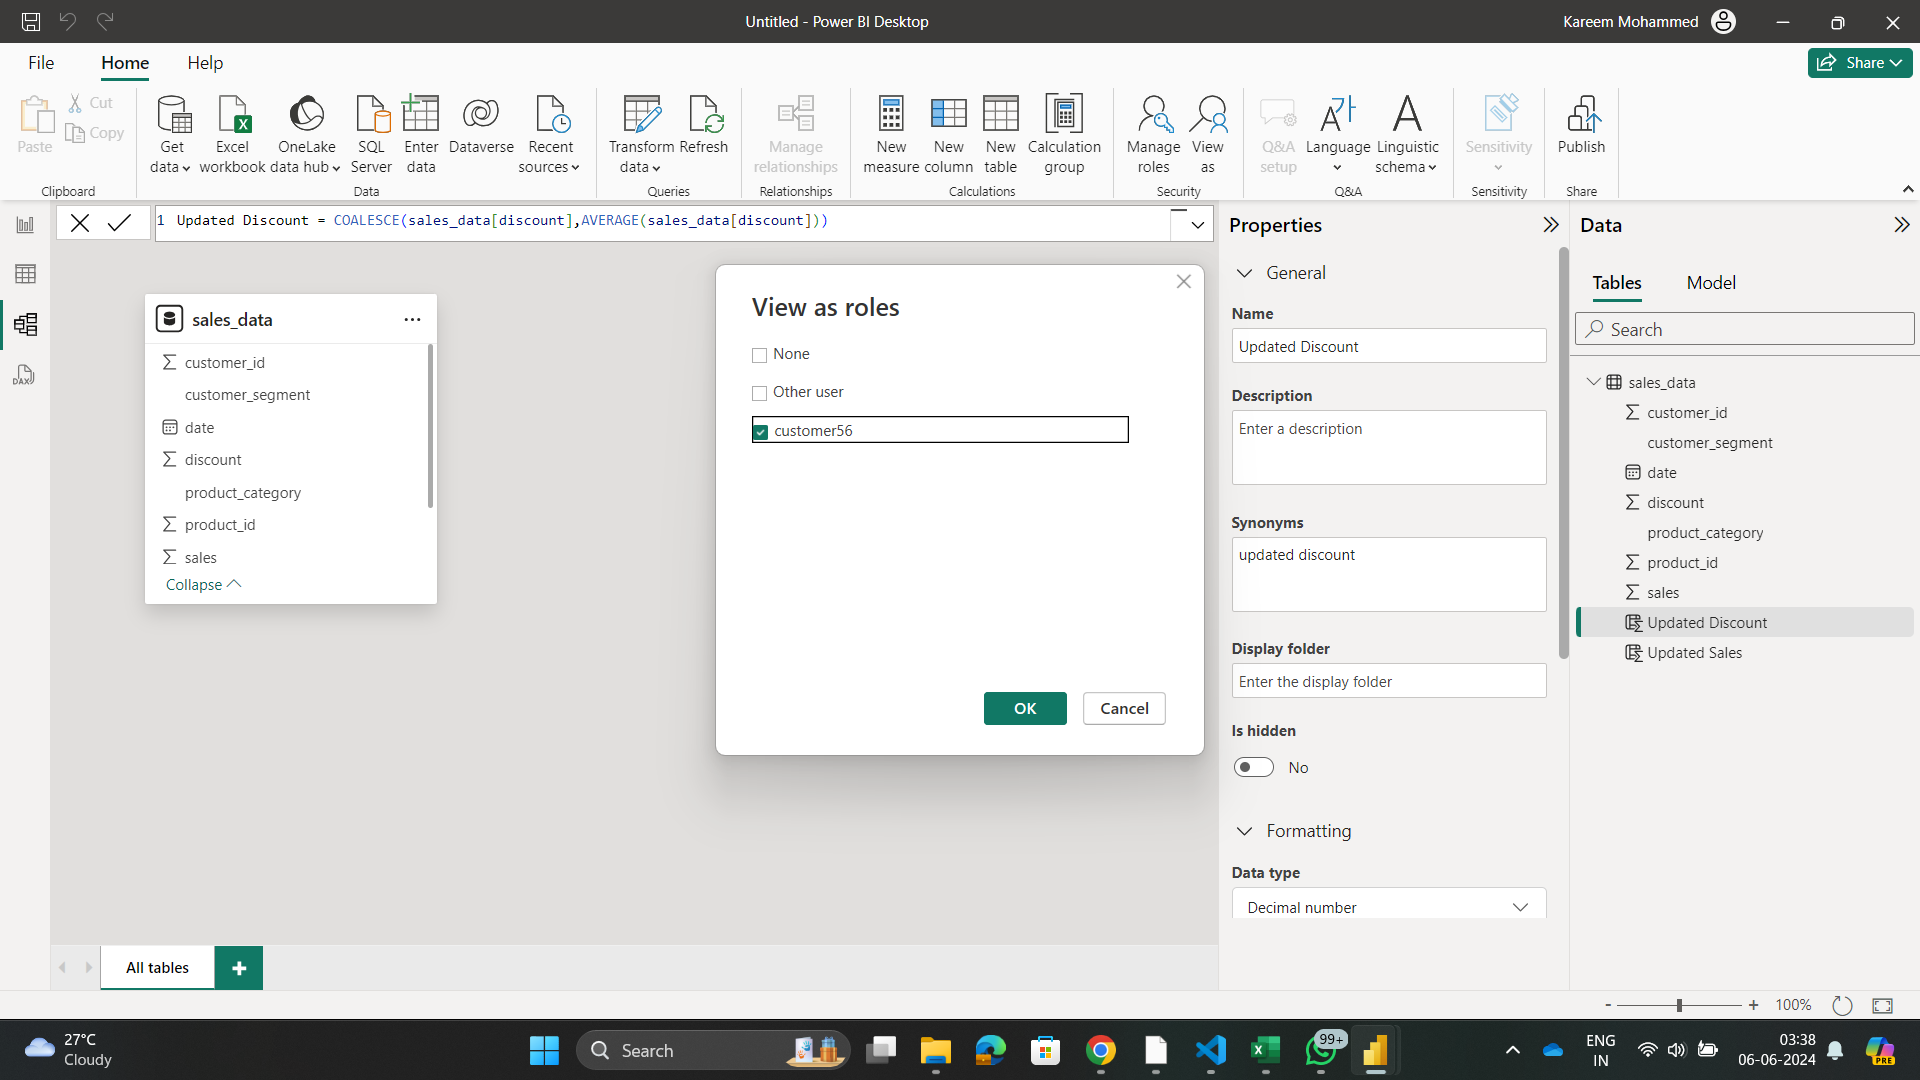 Untitled - Power BI Desktop
Kareem Mohammed
File Home Help
Share
Paste
Cut
Copy
Clipboard
Get data
Excel workbook
OneLake data hub
SQL Server
Enter data
Dataverse
Recent sources
Data
Transform data
Refresh
Queries
Manage relationships
Relationships
New measure
New column
New table
Calculation group
Calculations
Manage roles
View as
Security
Q&A setup
Language
Linguistic schema
Q&A
Sensitivity
Sensitivity
Publish
Share
1 Updated Discount = COALESCE(sales_data[discount],AVERAGE(sales_data[discount]))
sales_data
customer_id
customer_segment
date
discount
product_category
product_id
sales
Collapse
View as roles
None
Other user
customer56
OK
Cancel
Properties
General
Name
Updated Discount
Description
Enter a description
Synonyms
updated discount
Display folder
Enter the display folder
Is hidden
No
Formatting
Data type
Decimal number
Data
Tables
Model
Search
sales_data
customer_id
customer_segment
date
discount
product_category
product_id
sales
Updated Discount
Updated Sales
All tables
+
- + 100%
27°C
Cloudy
Search
99+
ENG
IN
03:38
06-06-2024
PRE
DAX